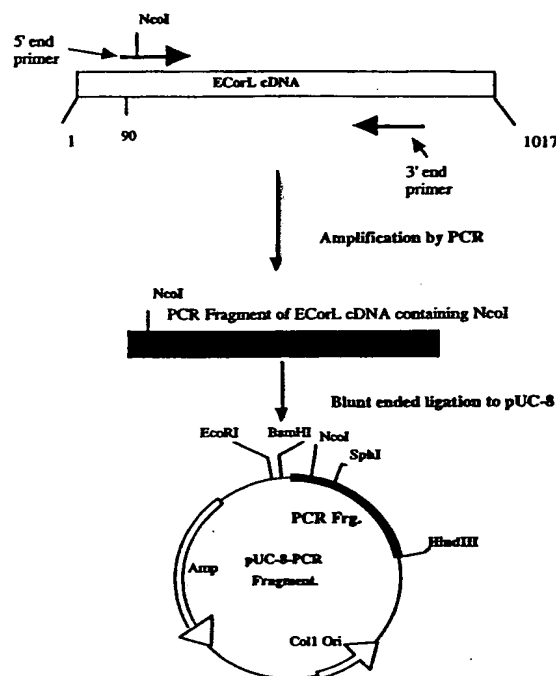 NcoI
5' end
primer
ECorL cDNA
90
1
1017
3' end
primer
Amplification by PCR
NcoI
PCR Fragment of ECorL cDNA containing NcoI
Blunt ended ligation to pUC-8
EcoRI
BamHI
NcoI
SphI
PCR Frg.
HindIII
Amp
pUC-8-PCR
Fragment.
Col1 Ori